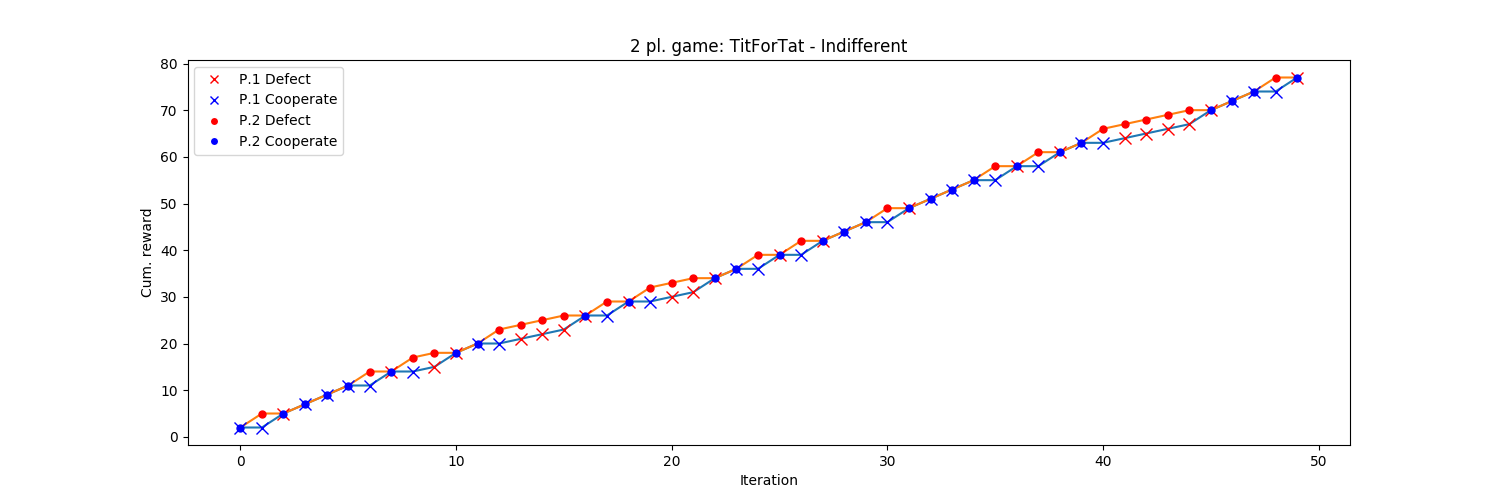 2 pl. game: TitForTat - Indifferent
P.1 Defect
P.1 Cooperate
P.2 Defect
P.2 Cooperate
80
70
60
50
40
30
20
10
0
Cum. reward
0 10 20 30 40 50
Iteration